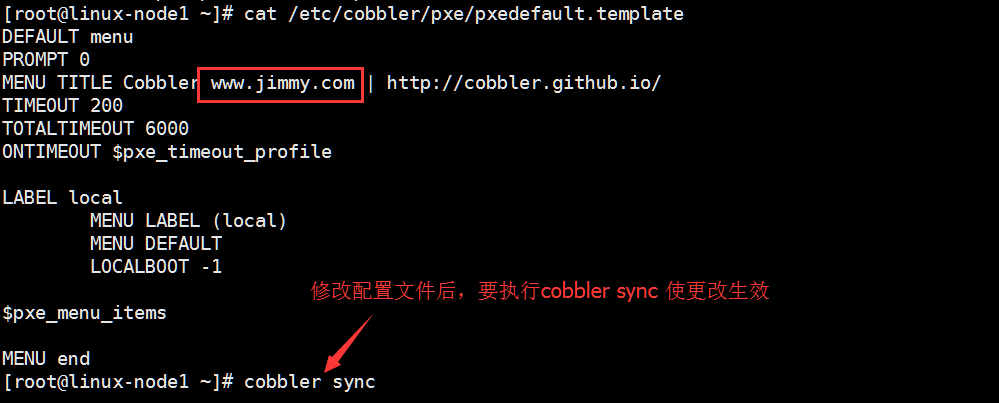 [root@linux-node1 ~]# cat /etc/cobbler/pxe/pxedefault.template
DEFAULT menu
PROMPT 0
MENU TITLE Cobbler www.jimmy.com | http://cobbler.github.io/
TIMEOUT 200
TOTALTIMEOUT 6000
ONTIMEOUT $pxe_timeout_profile
LABEL local
MENU LABEL (local)
MENU DEFAULT
LOCALBOOT -1
修改配置文件后，要执行cobbler sync 使更改生效
$pxe_menu_items
MENU end
[root@linux-node1 ~]# cobbler sync